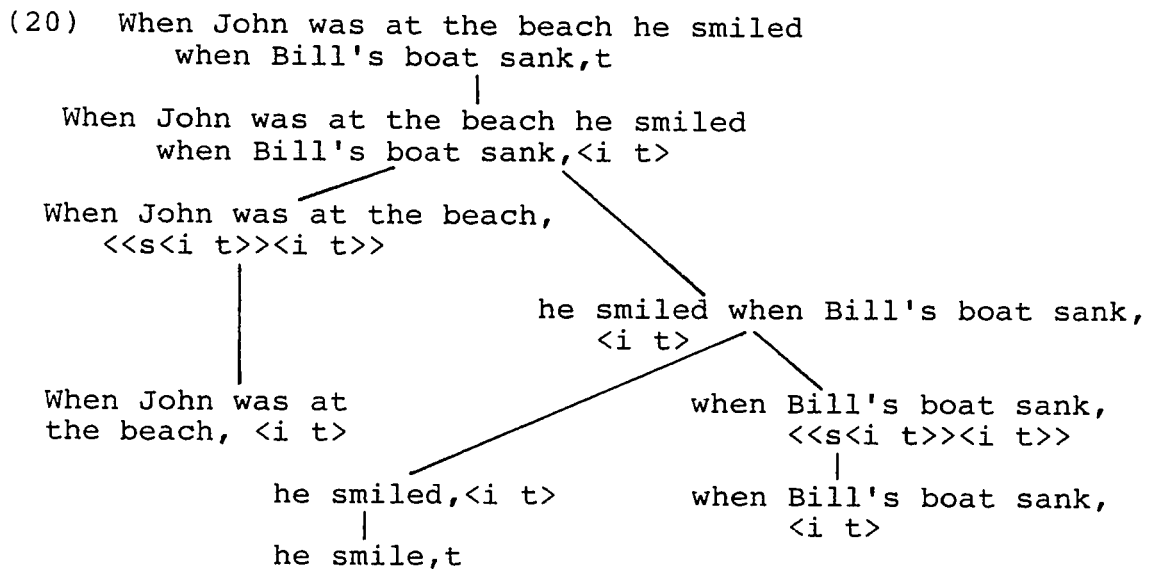 (20) When John was at the beach he smiled
when Bill's boat sank,t
When John was at the beach he smiled
when Bill's boat sank,<i t>
When John was at the beach,
<<s<i t>><i t>>
he smiled when Bill's boat sank,
<i t>
When John was at
the beach, <i t>
when Bill's boat sank,
<<s<i t>><i t>>
he smiled,<i t>
he smile,t
when Bill's boat sank,
<i t>